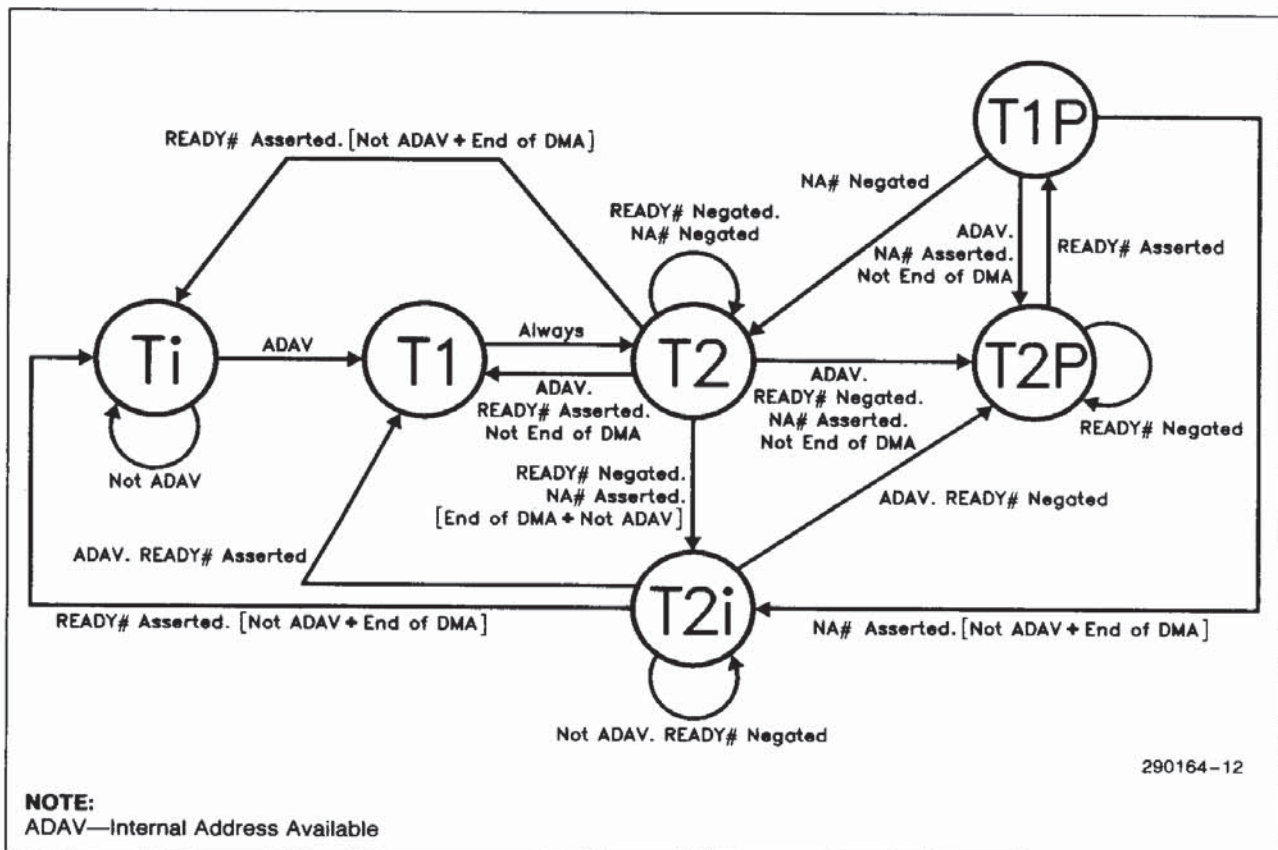 T1P
READY# Asserted. [Not ADAV + End of DMA]
NA# Negated
READY# Negated.
NA# Negated
ADAV.
NA# Asserted.
Not End of DMA
READY# Asserted
Ti
ADAV
T1
Always
T2
T2P
ADAV.
READY# Asserted.
Not End of DMA
ADAV.
READY# Negated.
NA# Asserted.
Not End of DMA
READY# Negated
Not ADAV
READY# Negated.
NA# Asserted.
[End of DMA + Not ADAV]
ADAV. READY# Negated
ADAV. READY# Asserted
T2i
READY# Asserted. [Not ADAV + End of DMA]
NA# Asserted. [Not ADAV + End of DMA]
Not ADAV. READY# Negated
290164-12
NOTE:
ADAV—Internal Address Available